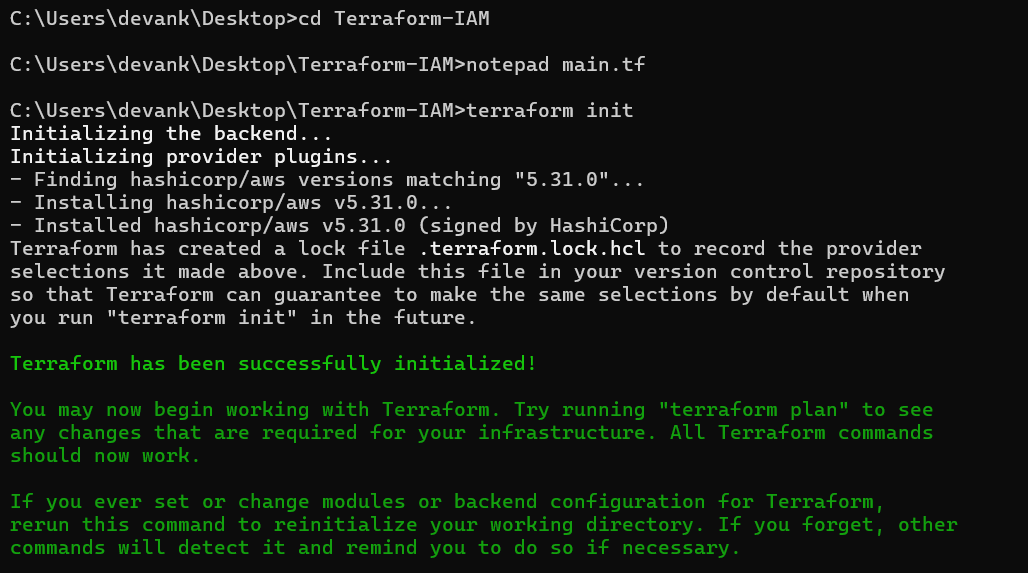 C:\Users\devank\Desktop>cd Terraform-IAM
C:\Users\devank\Desktop\Terraform-IAM>notepad main.tf
C:\Users\devank\Desktop\Terraform-IAM>terraform init
Initializing the backend...
Initializing provider plugins...
- Finding hashicorp/aws versions matching "5.31.0"...
- Installing hashicorp/aws v5.31.0...
- Installed hashicorp/aws v5.31.0 (signed by HashiCorp)
Terraform has created a lock file .terraform.lock.hcl to record the provider
selections it made above. Include this file in your version control repository
so that Terraform can guarantee to make the same selections by default when
you run "terraform init" in the future.
Terraform has been successfully initialized!
You may now begin working with Terraform. Try running "terraform plan" to see
any changes that are required for your infrastructure. All Terraform commands
should now work.
If you ever set or change modules or backend configuration for Terraform,
rerun this command to reinitialize your working directory. If you forget, other
commands will detect it and remind you to do so if necessary.